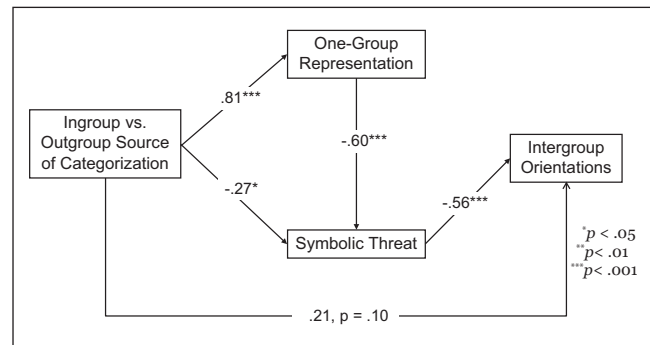 One-Group
Representation
.81***
Ingroup vs.
Outgroup Source
of Categorization
-.60***
Intergroup
Orientations
-.27*
-.56***
Symbolic Threat
*p < .05
**p< .01
***p< .001
.21, p = .10